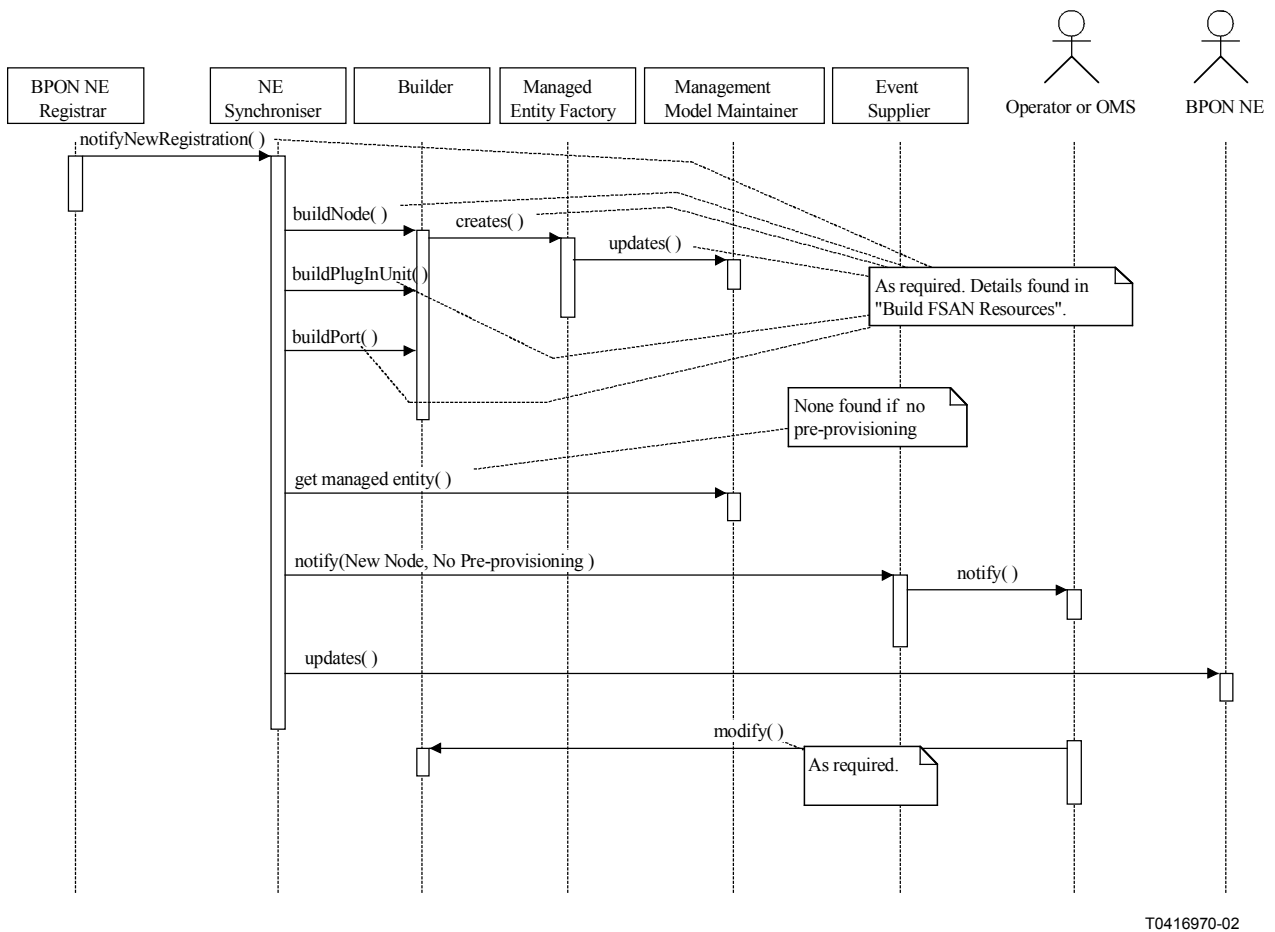 BPON NE
Registrar
NE
Synchroniser
Builder
Managed
Entity Factory
Management
Model Maintainer
Event
Supplier
Operator or OMS
BPON NE
notifyNewRegistration( )
buildNode( )
creates( )
updates( )
buildPlugInUnit( )
As required. Details found in
"Build FSAN Resources".
buildPort( )
None found if no
pre-provisioning
get managed entity( )
notify(New Node, No Pre-provisioning )
notify( )
updates( )
modify( )
As required.
T0416970-02